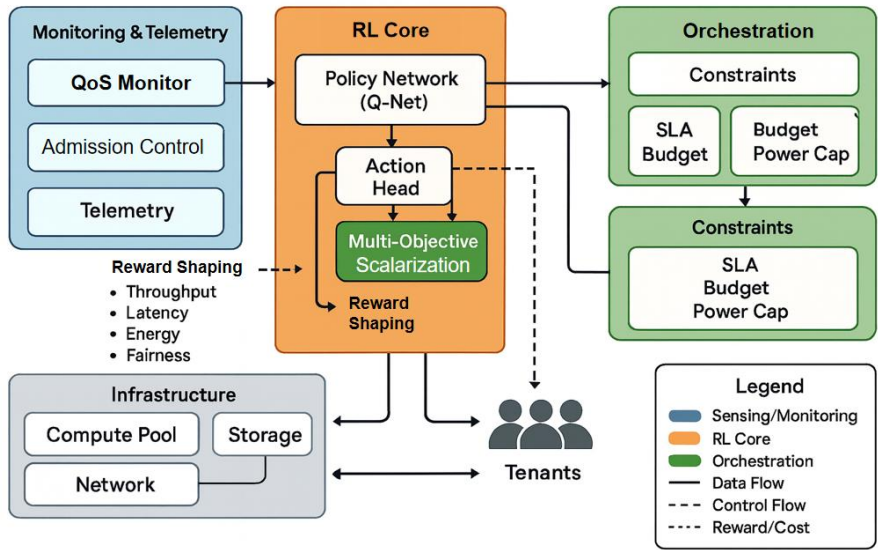 Monitoring & Telemetry
QoS Monitor
Admission Control
Telemetry
RL Core
Policy Network
(Q-Net)
Action
Head
Multi-Objective
Scalarization
Reward
Shaping
Orchestration
Constraints
SLA
Budget
Budget
Power Cap
Constraints
SLA
Budget
Power Cap
Reward Shaping
• Throughput
• Latency
• Energy
• Fairness
Infrastructure
Compute Pool
Storage
Network
Tenants
Legend
Sensing/Monitoring
RL Core
Orchestration
Data Flow
Control Flow
Reward/Cost